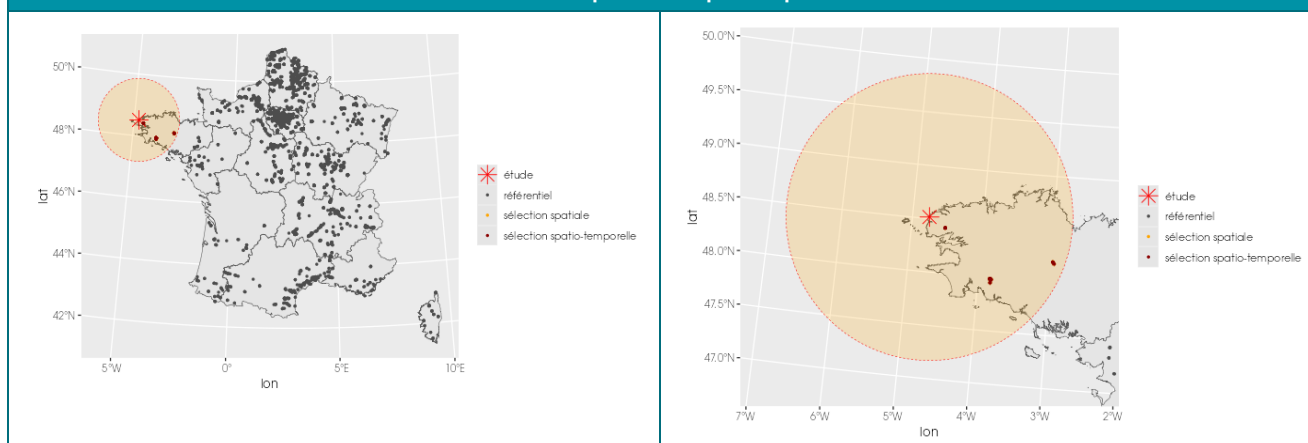 50°N
48°N
46°N
44°N
42°N
lat
5°W
0°
5°E
10°E
lon
étude
référentiel
sélection spatiale
sélection spatio-temporelle
50.0°N
49.5°N
49.0°N
48.5°N
48.0°N
47.5°N
47.0°N
lat
7°W
6°W
5°W
4°W
3°W
2°W
lon
étude
référentiel
sélection spatiale
sélection spatio-temporelle